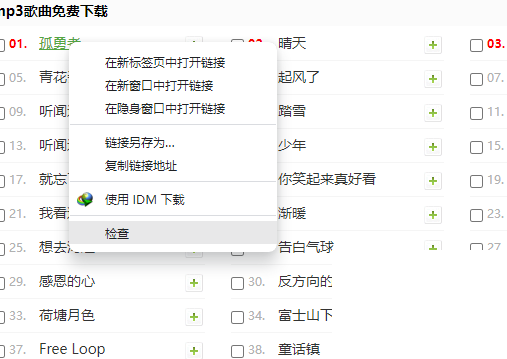 mp3歌曲免费下载
01. 孤勇者 02. 晴天 03.
在新标签页中打开链接
05. 青花 起风了 07.
在新窗口中打开链接
在隐身窗口中打开链接
09. 听闻 踏雪 11.
链接另存为...
13. 听闻 少年 15.
复制链接地址
17. 就忘 你笑起来真好看 19.
使用 IDM 下载
21. 我看 渐暖 23.
检查
25. 想去 告白气球 27.
29. 感恩的心 30. 反方向的
33. 荷塘月色 34. 富士山下
37. Free Loop 38. 童话镇